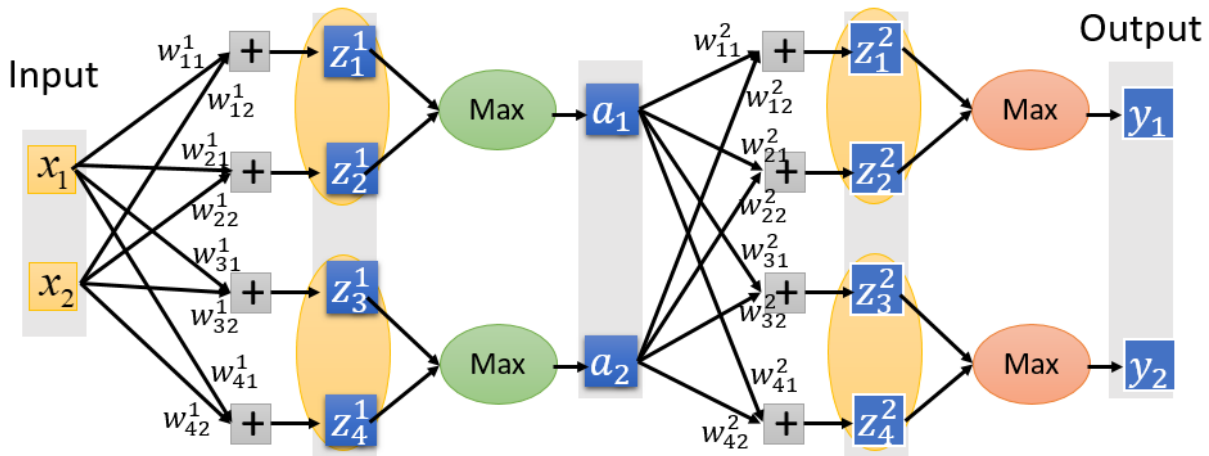 Input
Output
x₁
x₂
w¹₁₁
w¹₁₂
w¹₂₁
w¹₂₂
w¹₃₁
w¹₃₂
w¹₄₁
w¹₄₂
+
+
+
+
z¹₁
z¹₂
z¹₃
z¹₄
Max
Max
a₁
a₂
w²₁₁
w²₁₂
w²₂₁
w²₂₂
w²₃₁
w²₃₂
w²₄₁
w²₄₂
+
+
+
+
z²₁
z²₂
z²₃
z²₄
Max
Max
y₁
y₂